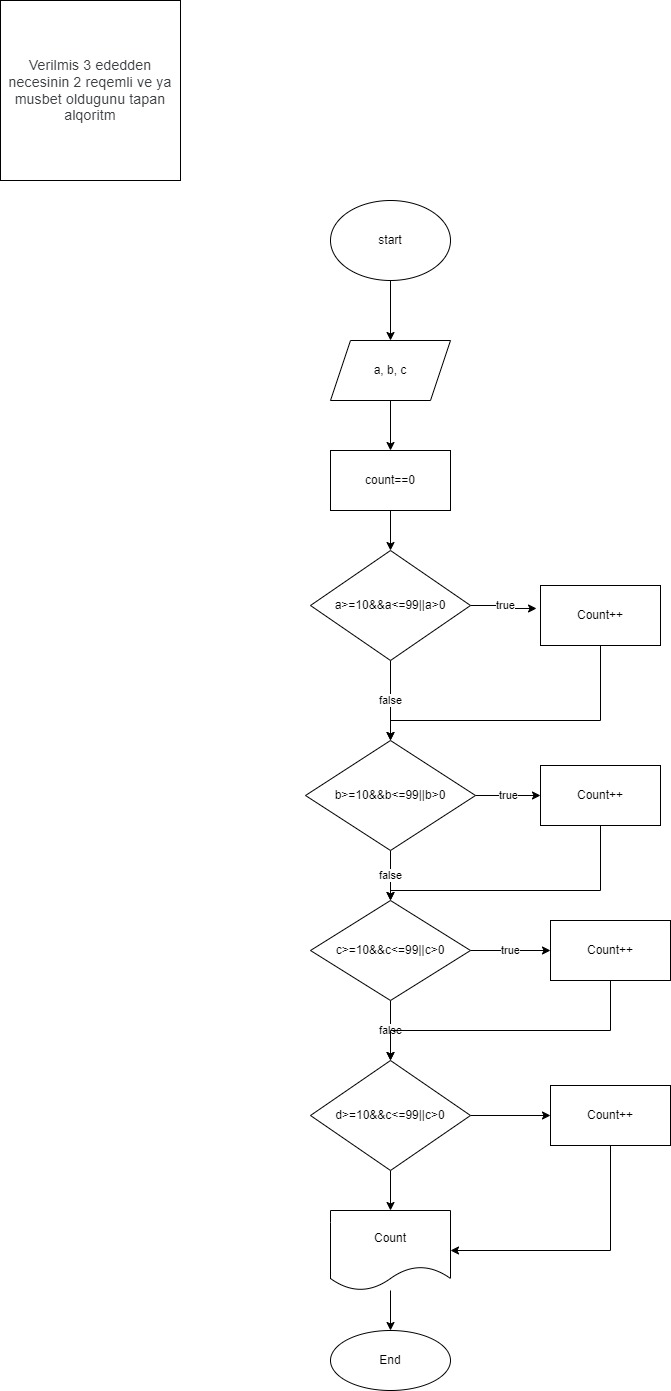 Verilmis 3 ededden
necesinin 2 reqemli ve ya
musbet oldugunu tapan
alqoritm
start
a, b, c
count==0
a>=10&&a<=99||a>0
true
Count++
false
b>=10&&b<=99||b>0
true
Count++
false
c>=10&&c<=99||c>0
true
Count++
false
d>=10&&c<=99||c>0
Count++
Count
End